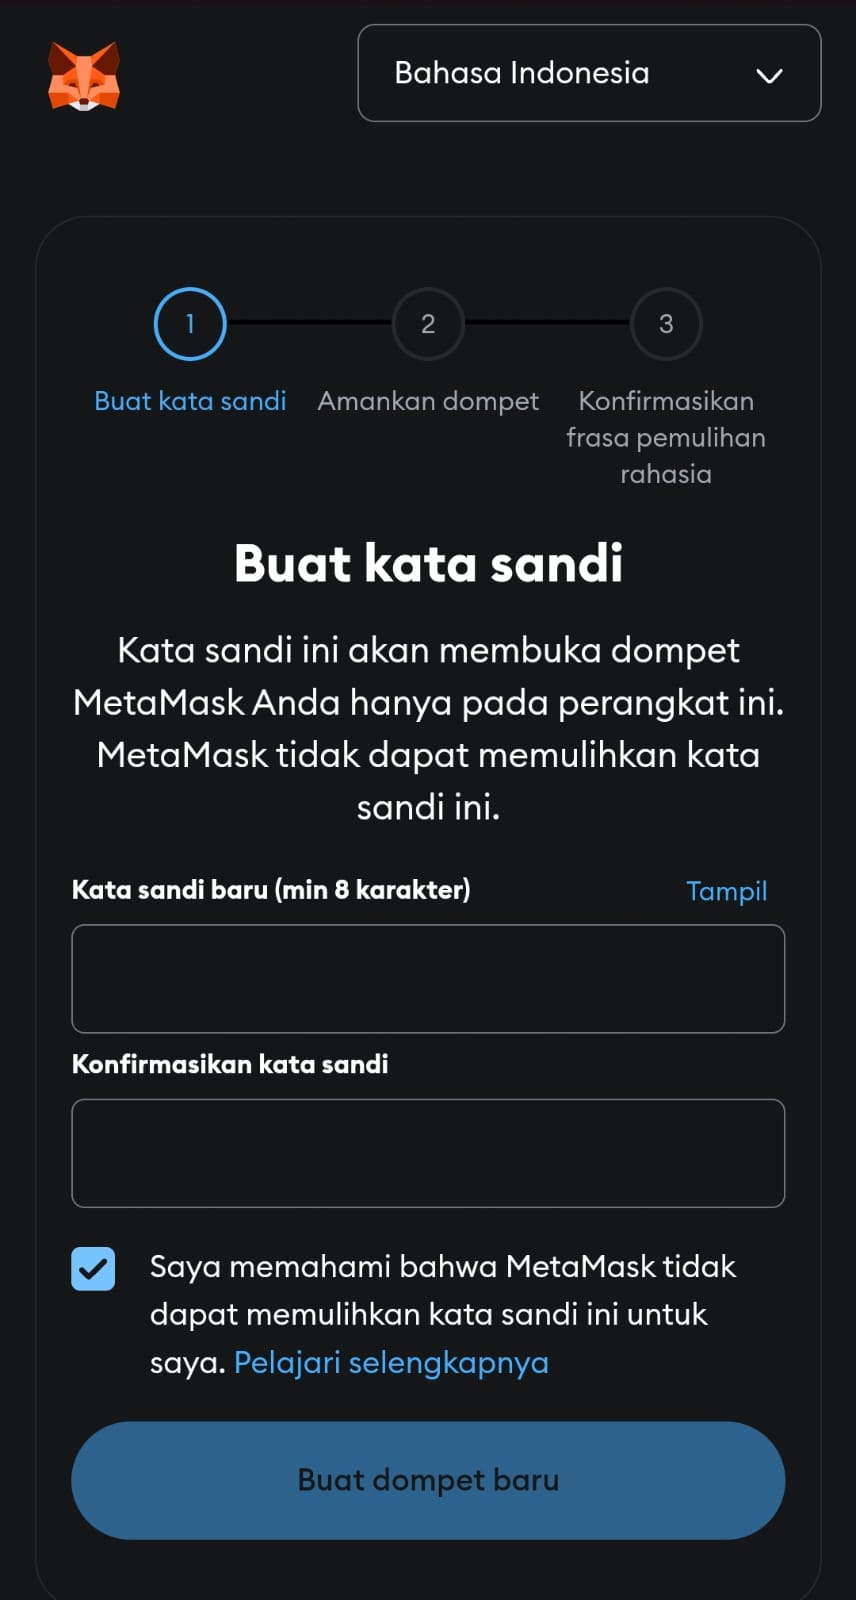 Bahasa Indonesia
1
2
3
Buat kata sandi
Amankan dompet
Konfirmasikan
frasa pemulihan
rahasia
Buat kata sandi
Kata sandi ini akan membuka dompet
MetaMask Anda hanya pada perangkat ini.
MetaMask tidak dapat memulihkan kata
sandi ini.
Kata sandi baru (min 8 karakter)
Tampil
Konfirmasikan kata sandi
Saya memahami bahwa MetaMask tidak
dapat memulihkan kata sandi ini untuk
saya. Pelajari selengkapnya
Buat dompet baru